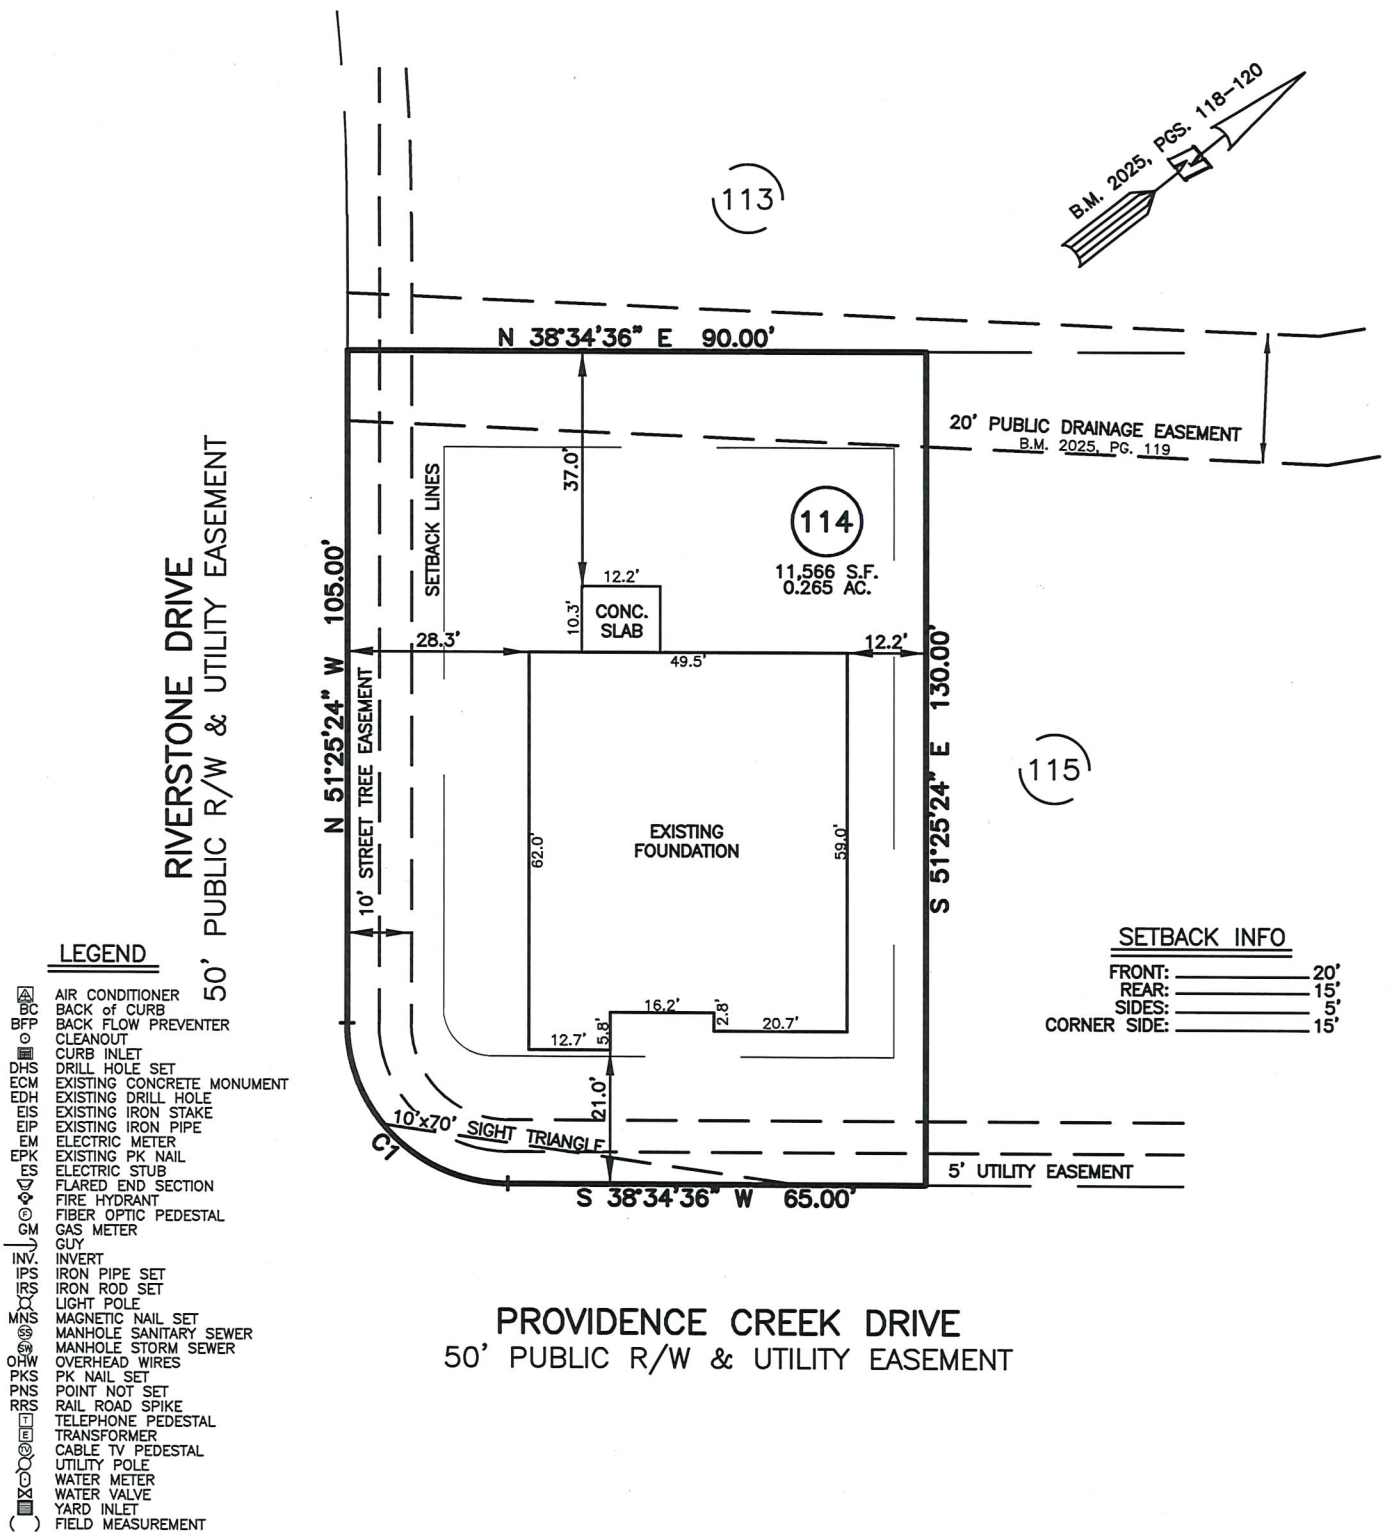 B.M. 2025, PGS. 118-120
N
113
N 38°34'36" E 90.00'
20' PUBLIC DRAINAGE EASEMENT
B.M. 2025, PG. 119
RIVERSTONE DRIVE
50' PUBLIC R/W & UTILITY EASEMENT
N 51°25'24" W 105.00'
SETBACK LINES
37.0'
114
11,566 S.F.
0.265 AC.
12.2'
10.3'
CONC.
SLAB
28.3'
49.5'
12.2'
10' STREET TREE EASEMENT
S 51°25'24" E 130.00'
115
62.0'
EXISTING
FOUNDATION
59.0'
16.2'
2.8'
12.7'
5.8'
20.7'
21.0'
10'x70' SIGHT TRIANGLE
C1
5' UTILITY EASEMENT
S 38°34'36" W 65.00'
PROVIDENCE CREEK DRIVE
50' PUBLIC R/W & UTILITY EASEMENT
SETBACK INFO
FRONT: 20'
REAR: 15'
SIDES: 5'
CORNER SIDE: 15'
LEGEND
A AIR CONDITIONER
BC BACK of CURB
BFP BACK FLOW PREVENTER
CLEANOUT
CURB INLET
DHS DRILL HOLE SET
ECM EXISTING CONCRETE MONUMENT
EDH EXISTING DRILL HOLE
EIS EXISTING IRON STAKE
EIP EXISTING IRON PIPE
EM ELECTRIC METER
EPK EXISTING PK NAIL
ES ELECTRIC STUB
FLARED END SECTION
FIRE HYDRANT
F FIBER OPTIC PEDESTAL
GM GAS METER
GUY
INV. INVERT
IPS IRON PIPE SET
IRS IRON ROD SET
LIGHT POLE
MNS MAGNETIC NAIL SET
SS MANHOLE SANITARY SEWER
SW MANHOLE STORM SEWER
OHW OVERHEAD WIRES
PKS PK NAIL SET
PNS POINT NOT SET
RRS RAIL ROAD SPIKE
T TELEPHONE PEDESTAL
E TRANSFORMER
TV CABLE TV PEDESTAL
UTILITY POLE
WATER METER
WATER VALVE
YARD INLET
( ) FIELD MEASUREMENT